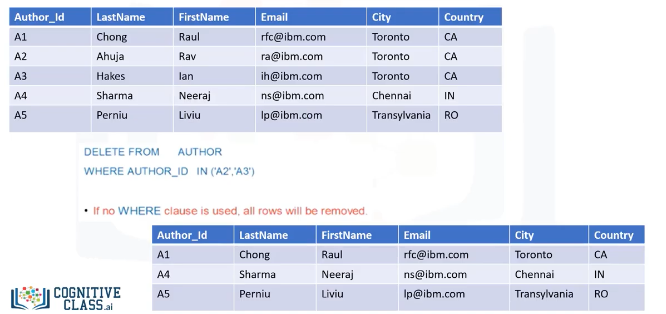 Author_Id LastName FirstName Email City Country
A1 Chong Raul rfc@ibm.com Toronto CA
A2 Ahuja Rav ra@ibm.com Toronto CA
A3 Hakes Ian ih@ibm.com Toronto CA
A4 Sharma Neeraj ns@ibm.com Chennai IN
A5 Perniu Liviu lp@ibm.com Transylvania RO
DELETE FROM AUTHOR
WHERE AUTHOR_ID IN ('A2','A3')
• If no WHERE clause is used, all rows will be removed.
Author_Id LastName FirstName Email City Country
A1 Chong Raul rfc@ibm.com Toronto CA
A4 Sharma Neeraj ns@ibm.com Chennai IN
A5 Perniu Liviu lp@ibm.com Transylvania RO
COGNITIVE
CLASS.ai